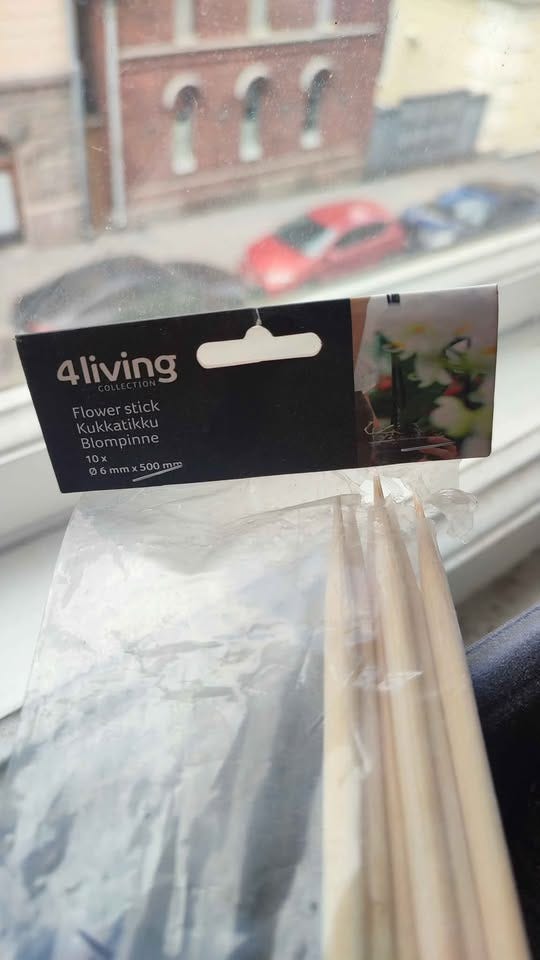 4living
COLLECTION
Flower stick
Kukkatikku
Blompinne
10 x
Ø 6 mm x 500 mm